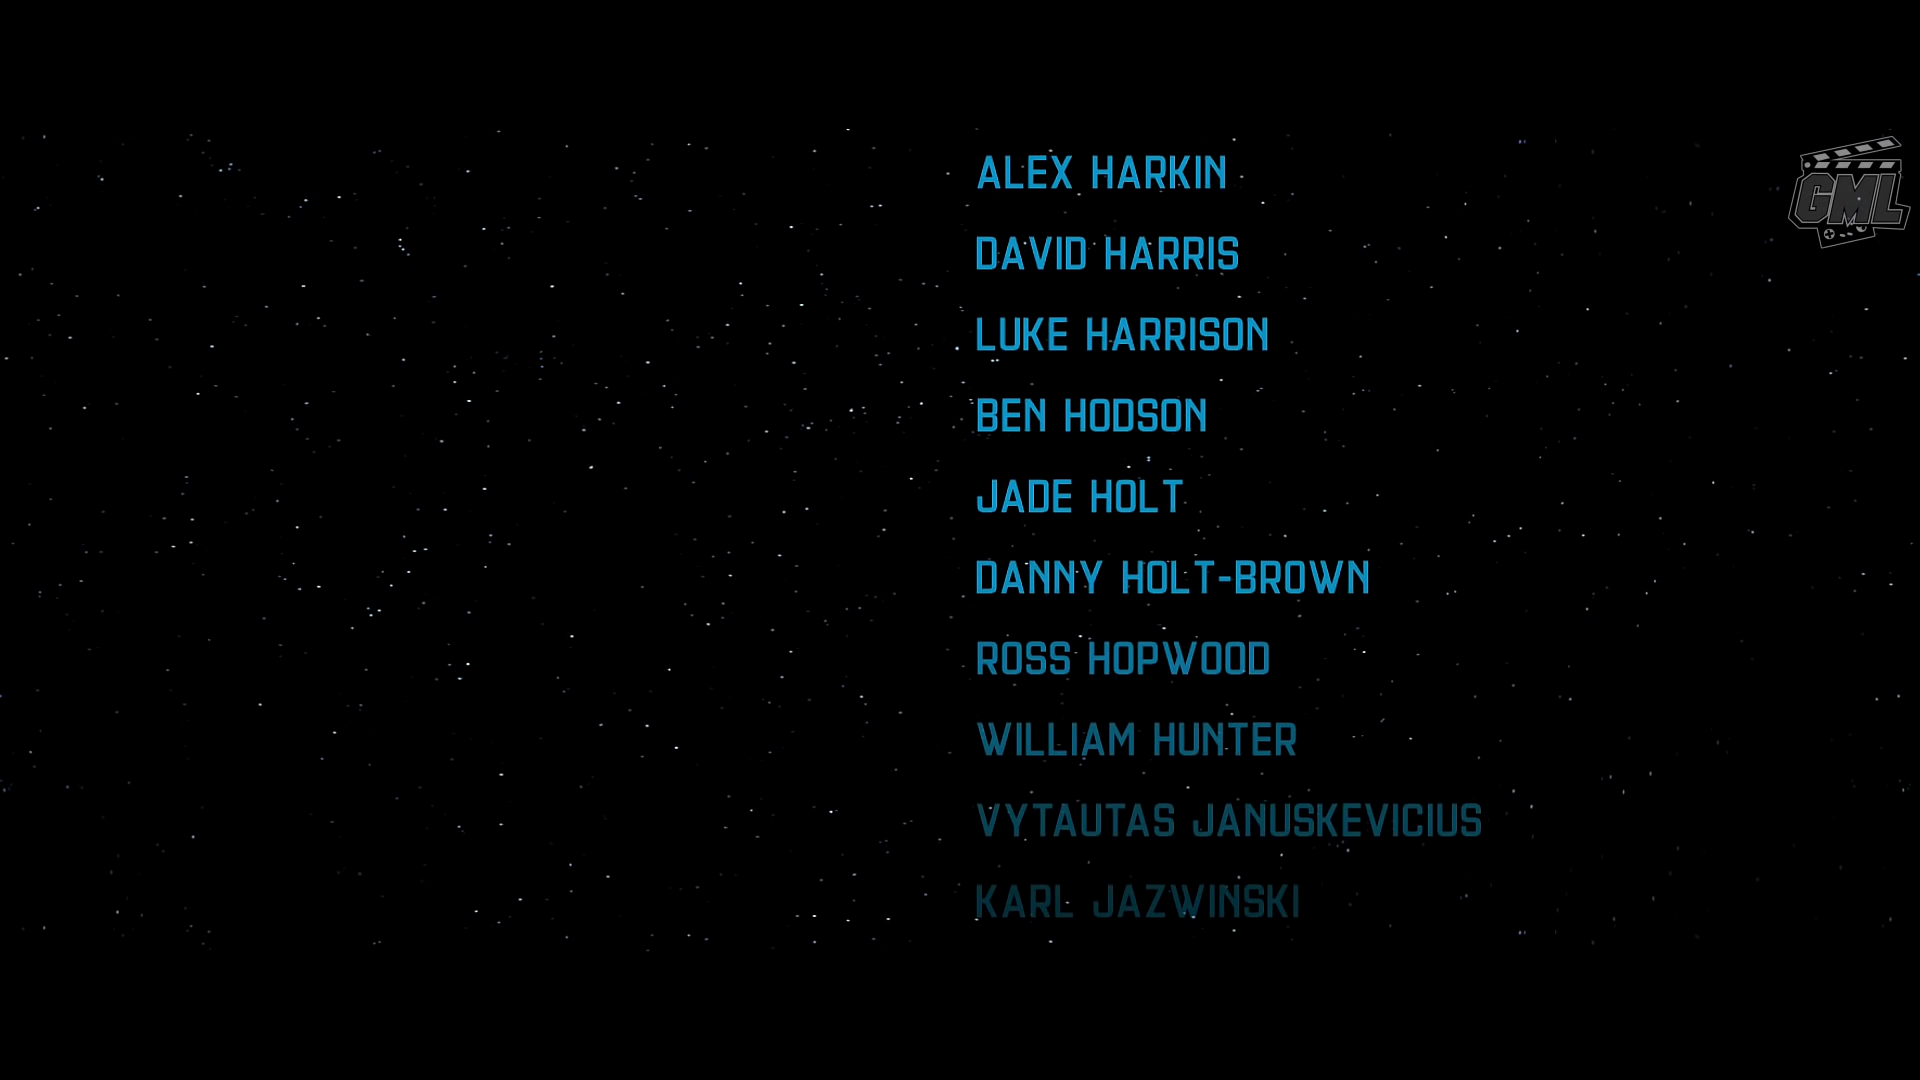 ALEX HARKIN
GML
DAVID HARRIS
LUKE HARRISON
BEN HODSON
JADE HOLT
DANNY HOLT-BROWN
ROSS HOPWOOD
WILLIAM HUNTER
VYTAUTAS JANUSKEVICIUS
KARL JAZWINSKI